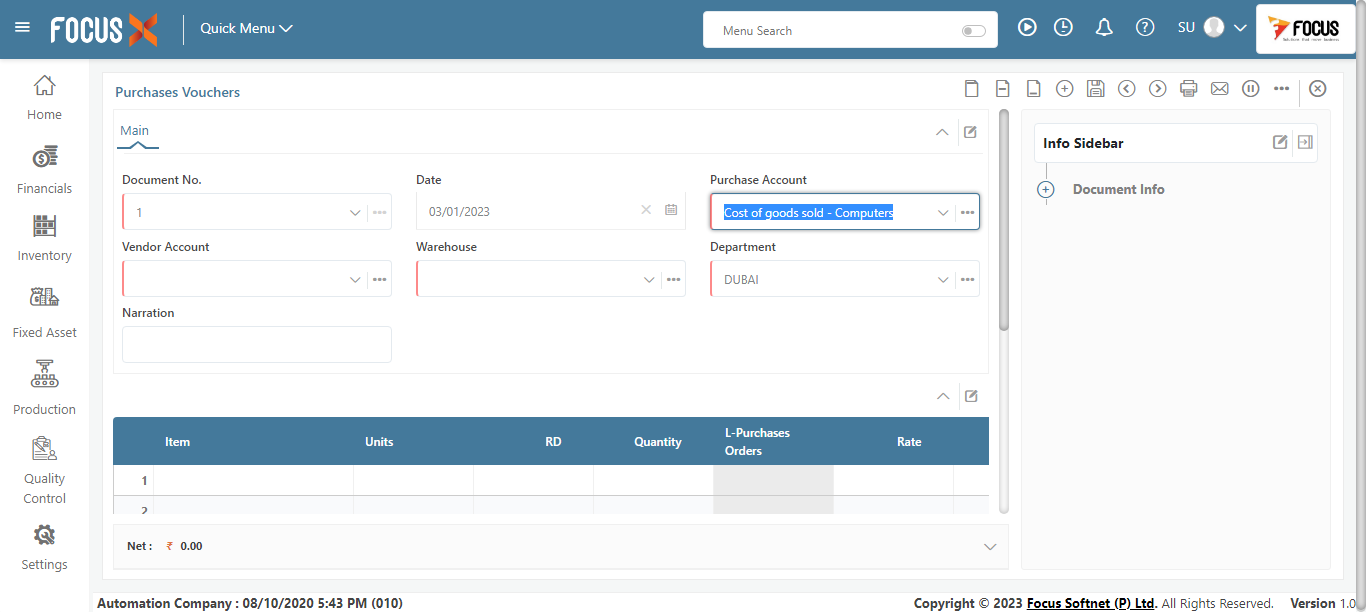 FOCUS X
Quick Menu
Menu Search
SU
FOCUS
Home
Financials
Inventory
Fixed Asset
Production
Quality
Control
Settings
Purchases Vouchers
Main
Document No.
Date
Purchase Account
1
03/01/2023
Cost of goods sold - Computers
Vendor Account
Warehouse
Department
DUBAI
Narration
Item
Units
RD
Quantity
L-Purchases
Orders
Rate
1
2
Net : ₹ 0.00
Info Sidebar
Document Info
Automation Company : 08/10/2020 5:43 PM (010)
Copyright © 2023 Focus Softnet (P) Ltd. All Rights Reserved. Version 1.0